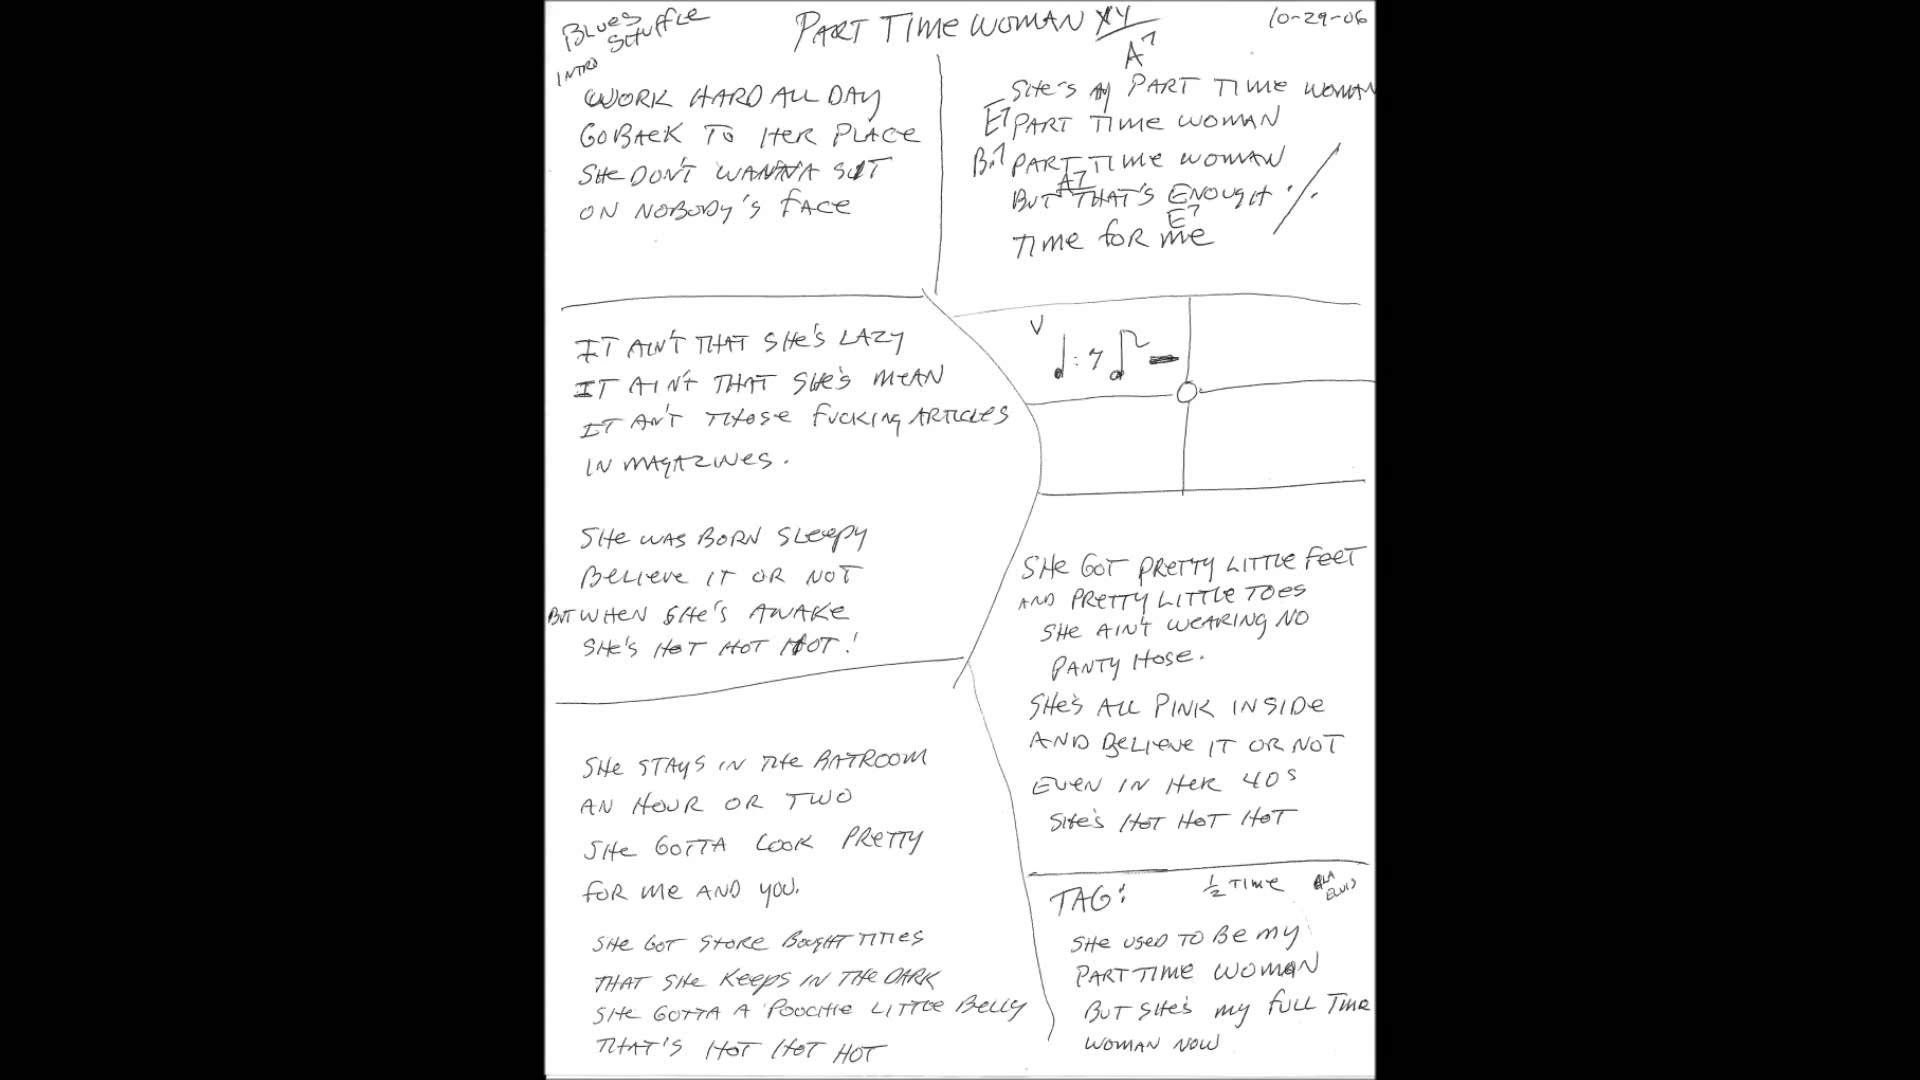 BLUES
SHUFFLE
PART TIME WOMAN
10-29-06
INTRO
WORK HARD ALL DAY
GO BACK TO HER PLACE
SHE DON'T WANNA SIT
ON NOBODY'S FACE
A7
SHE'S MY PART TIME WOMAN
E7 PART TIME WOMAN
B7 PART TIME WOMAN
A7
BUT THAT'S ENOUGH
E7
TIME FOR ME
IT AIN'T THAT SHE'S LAZY
IT AIN'T THAT SHE'S MEAN
IT AN'T THOSE FUCKING ARTICLES
IN MAGAZINES.
SHE WAS BORN SLEEPY
BELIEVE IT OR NOT
BUT WHEN SHE'S AWAKE
SHE'S HOT HOT HOT!
V
SHE STAYS IN THE BATROOM
AN HOUR OR TWO
SHE GOTTA LOOK PRETTY
FOR ME AND YOU.
SHE GOT STORE BOUGHT TITTIES
THAT SHE KEEPS IN THE DARK
SHE GOTTA A POOCHIE LITTLE BELLY
THAT'S HOT HOT HOT
SHE GOT PRETTY LITTLE FEET
AND PRETTY LITTLE TOES
SHE AIN'T WEARING NO
PANTY HOSE.
SHE'S ALL PINK INSIDE
AND BELIEVE IT OR NOT
EVEN IN HER 40S
SHE'S HOT HOT HOT
TAG: 1/2 TIME ALA ELVIS
SHE USED TO BE MY
PART TIME WOMAN
BUT SHE'S MY FULL TIME
WOMAN NOW